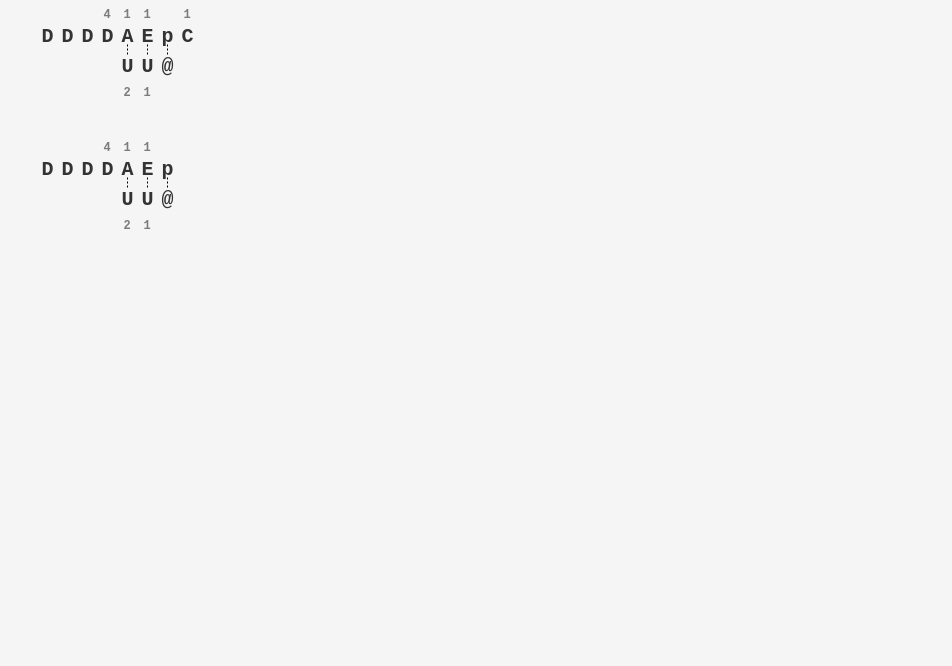 4 1 1 1
D D D D A E p C
U U @
2 1
4 1 1
D D D D A E p
U U @
2 1